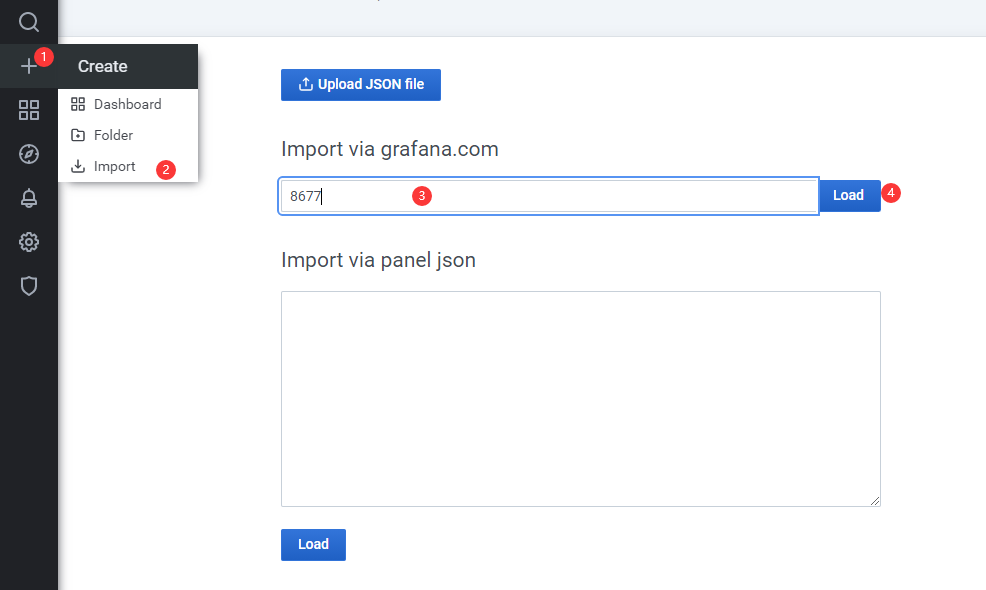 1
Create
Dashboard
Folder
Import 2
Upload JSON file
Import via grafana.com
8677 3 Load 4
Import via panel json
Load